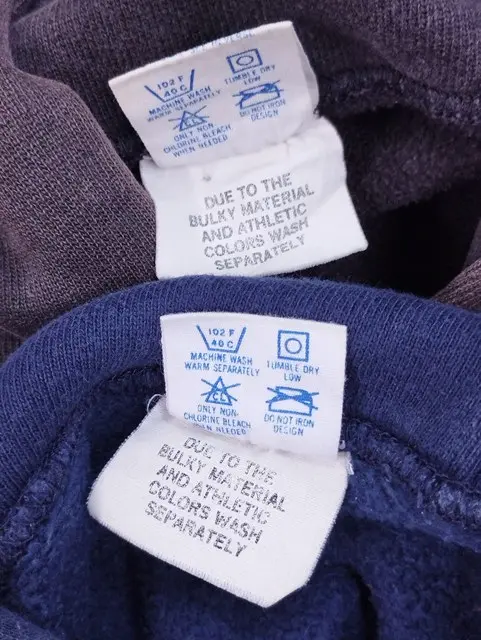 102 F
40 C
MACHINE WASH
WARM SEPARATELY
TUMBLE DRY
LOW
ONLY NON
CHLORINE BLEACH
WHEN NEEDED
DO NOT IRON
DESIGN
DUE TO THE
BULKY MATERIAL
AND ATHLETIC
COLORS WASH
SEPARATELY
102 F
40 C
MACHINE WASH
WARM SEPARATELY
TUMBLE DRY
LOW
CL
ONLY NON-
CHLORINE BLEACH
WHEN NEEDED
DO NOT IRON
DESIGN
DUE TO THE
BULKY MATERIAL
AND ATHLETIC
COLORS WASH
SEPARATELY